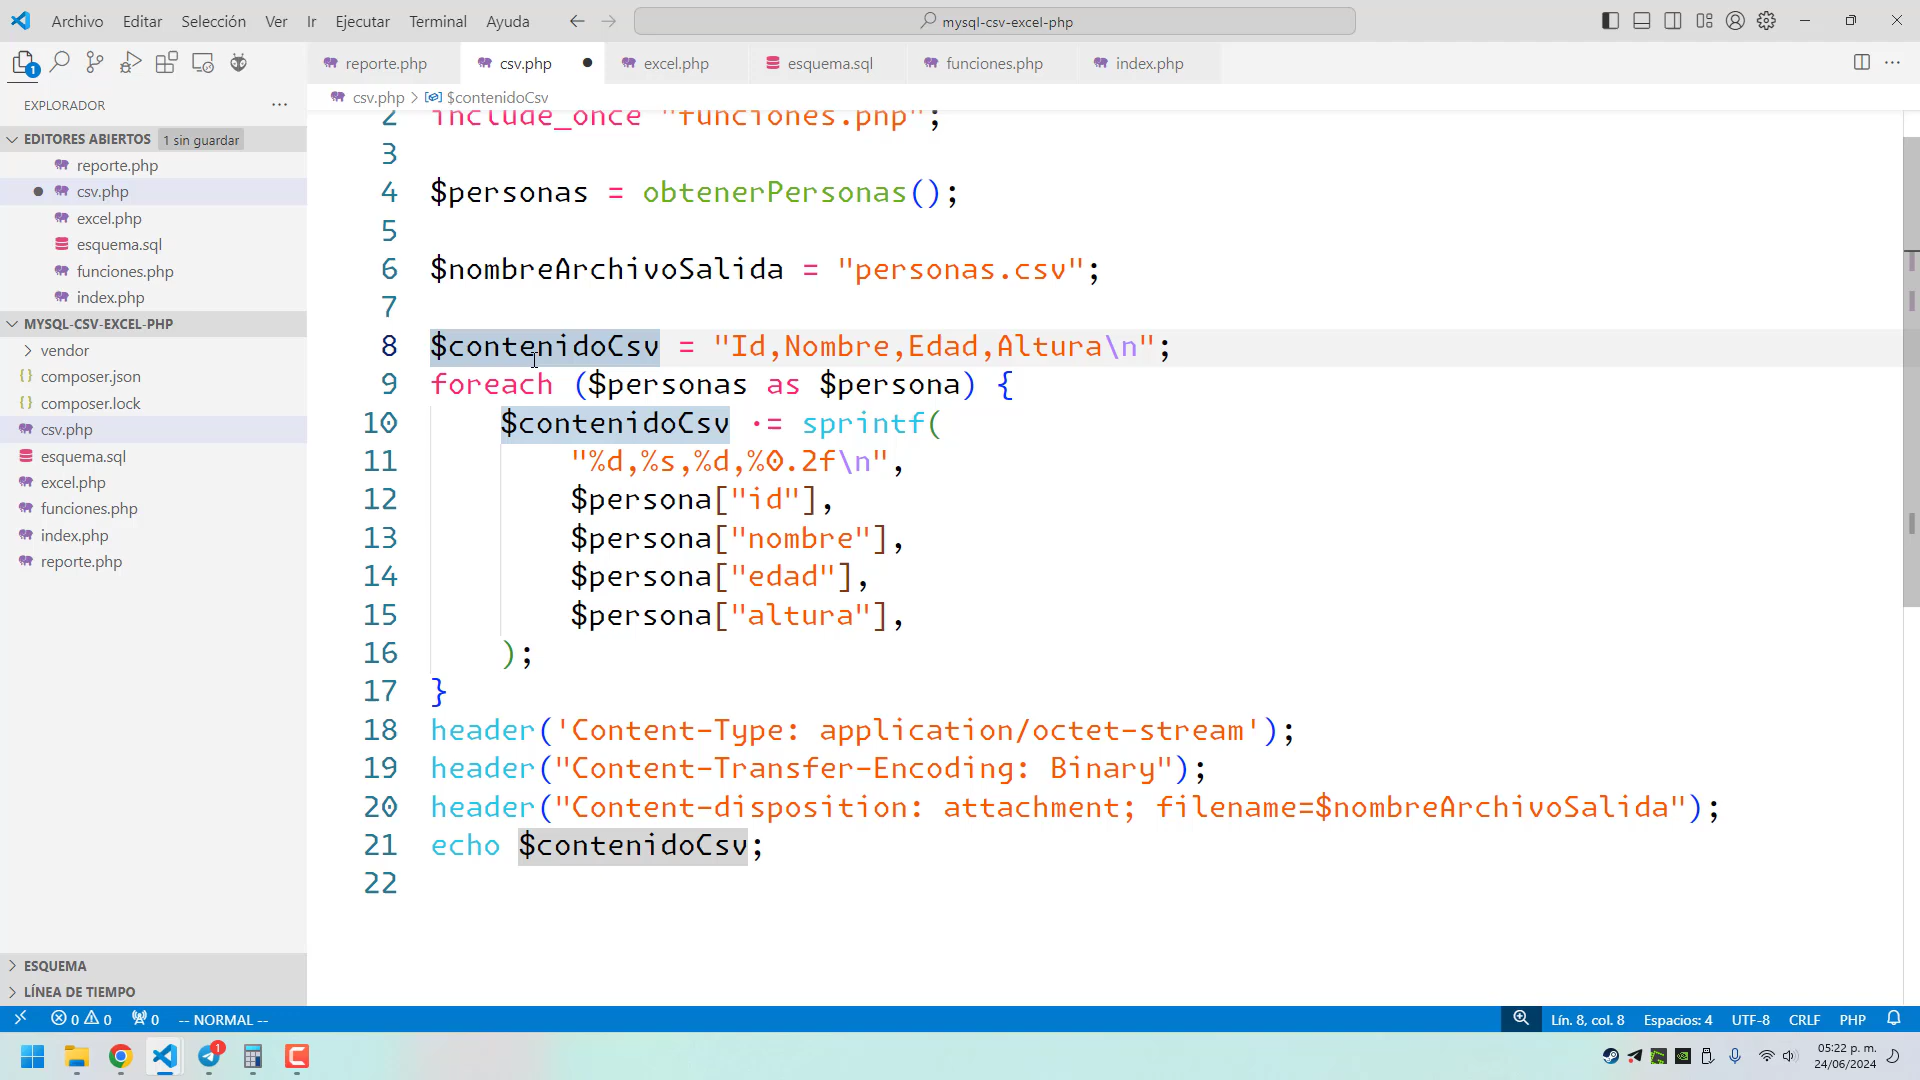 Archivo Editar Selección Ver Ir Ejecutar Terminal Ayuda mysql-csv-excel-php
1
reporte.php csv.php excel.php esquema.sql funciones.php index.php
EXPLORADOR
csv.php > $contenidoCsv
EDITORES ABIERTOS 1 sin guardar
reporte.php
csv.php
excel.php
esquema.sql
funciones.php
index.php
MYSQL-CSV-EXCEL-PHP
vendor
composer.json
composer.lock
csv.php
esquema.sql
excel.php
funciones.php
index.php
reporte.php
ESQUEMA
LÍNEA DE TIEMPO
2 include_once "funciones.php";
3
4 $personas = obtenerPersonas();
5
6 $nombreArchivoSalida = "personas.csv";
7
8 $contenidoCsv = "Id,Nombre,Edad,Altura\n";
9 foreach ($personas as $persona) {
10 $contenidoCsv .= sprintf(
11 "%d,%s,%d,%0.2f\n",
12 $persona["id"],
13 $persona["nombre"],
14 $persona["edad"],
15 $persona["altura"],
16 );
17 }
18 header('Content-Type: application/octet-stream');
19 header("Content-Transfer-Encoding: Binary");
20 header("Content-disposition: attachment; filename=$nombreArchivoSalida");
21 echo $contenidoCsv;
22
0 0 0 -- NORMAL -- Lín. 8, col. 8 Espacios: 4 UTF-8 CRLF PHP
1
05:22 p. m.
24/06/2024